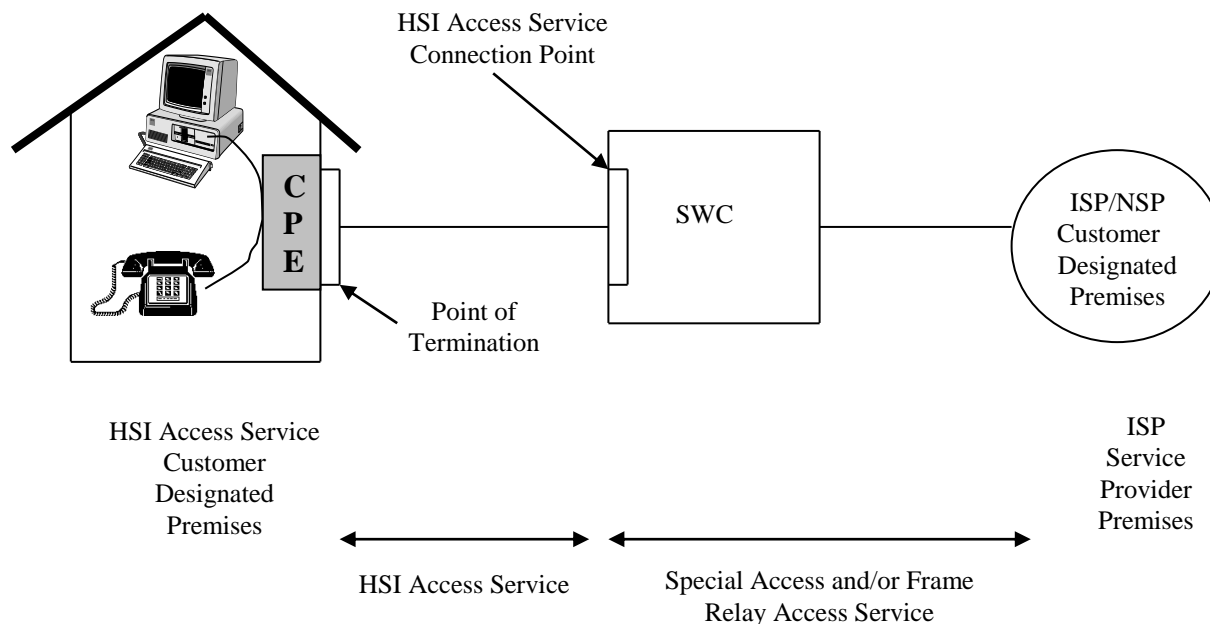 HSI Access Service
Connection Point
C
P
E
SWC
ISP/NSP
Customer
Designated
Premises
Point of
Termination
HSI Access Service
Customer
Designated
Premises
ISP
Service
Provider
Premises
HSI Access Service
Special Access and/or Frame
Relay Access Service